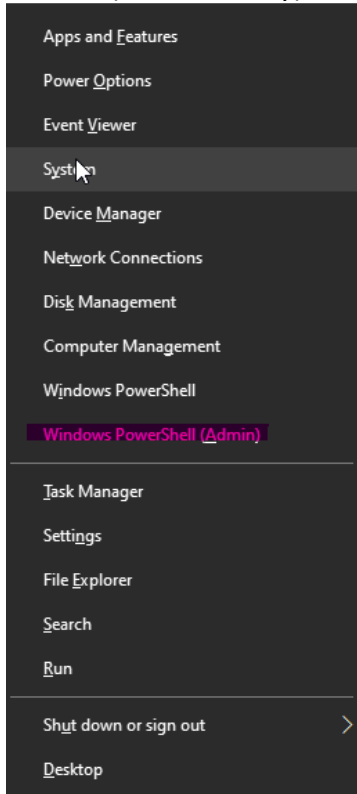 Apps and Features
Power Options
Event Viewer
System
Device Manager
Network Connections
Disk Management
Computer Management
Windows PowerShell
Windows PowerShell (Admin)
Task Manager
Settings
File Explorer
Search
Run
Shut down or sign out
Desktop